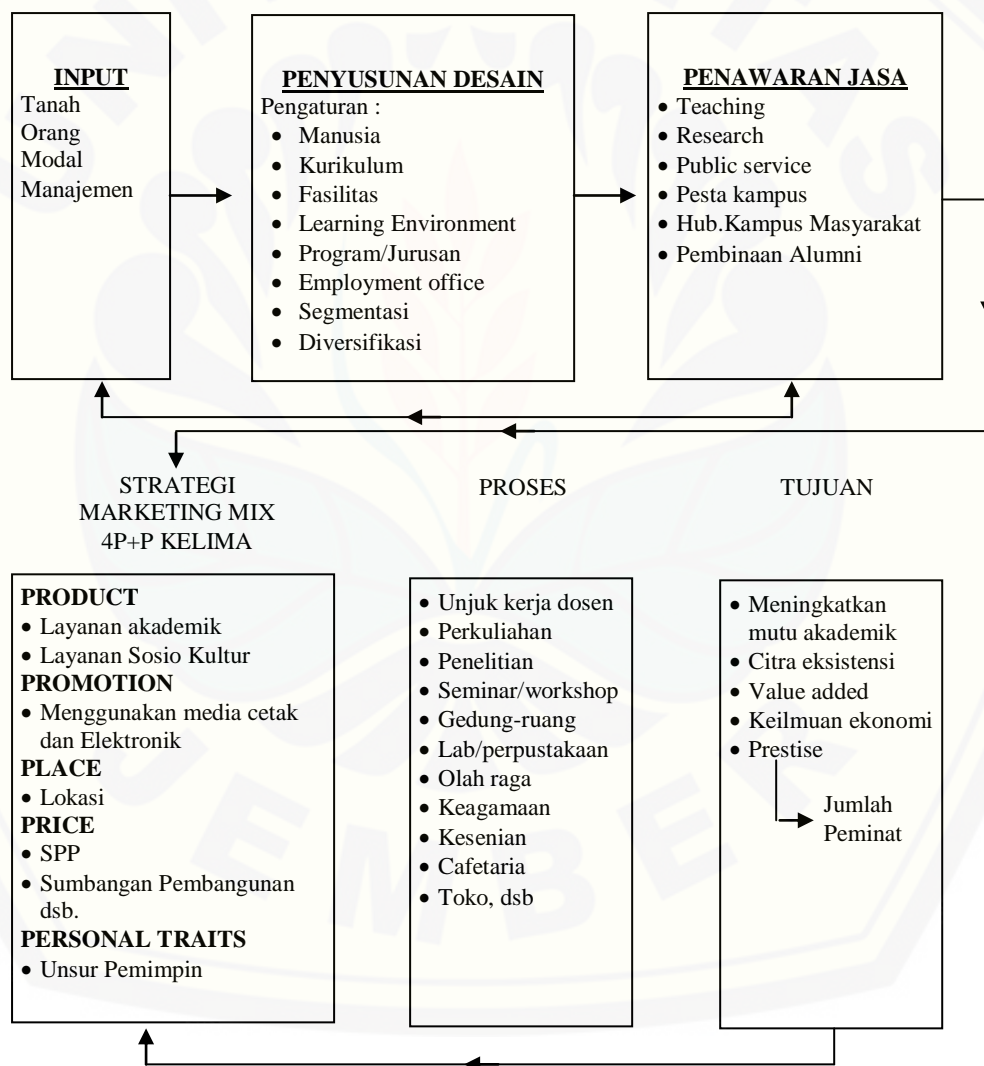 INPUT
Tanah
Orang
Modal
Manajemen
PENYUSUNAN DESAIN
Pengaturan :
• Manusia
• Kurikulum
• Fasilitas
• Learning Environment
• Program/Jurusan
• Employment office
• Segmentasi
• Diversifikasi
PENAWARAN JASA
• Teaching
• Research
• Public service
• Pesta kampus
• Hub.Kampus Masyarakat
• Pembinaan Alumni
STRATEGI
MARKETING MIX
4P+P KELIMA
PROSES
TUJUAN
PRODUCT
• Layanan akademik
• Layanan Sosio Kultur
PROMOTION
• Menggunakan media cetak
dan Elektronik
PLACE
• Lokasi
PRICE
• SPP
• Sumbangan Pembangunan
dsb.
PERSONAL TRAITS
• Unsur Pemimpin
• Unjuk kerja dosen
• Perkuliahan
• Penelitian
• Seminar/workshop
• Gedung-ruang
• Lab/perpustakaan
• Olah raga
• Keagamaan
• Kesenian
• Cafetaria
• Toko, dsb
• Meningkatkan
mutu akademik
• Citra eksistensi
• Value added
• Keilmuan ekonomi
• Prestise
Jumlah
Peminat
JEMBER